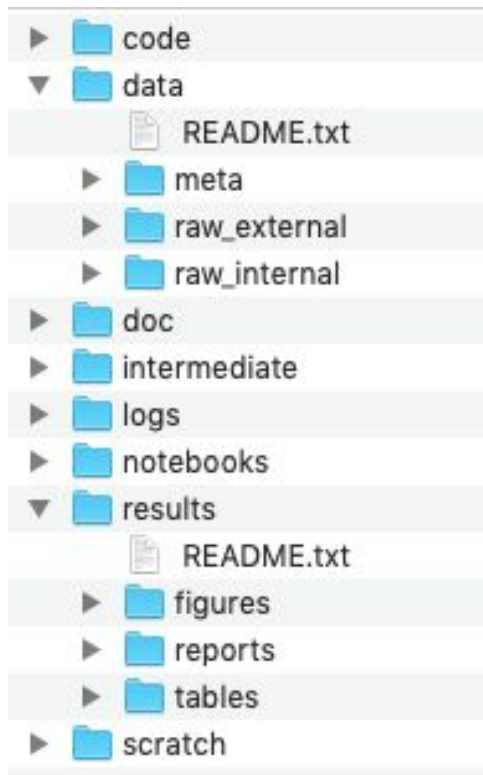 code
data
README.txt
meta
raw_external
raw_internal
doc
intermediate
logs
notebooks
results
README.txt
figures
reports
tables
scratch